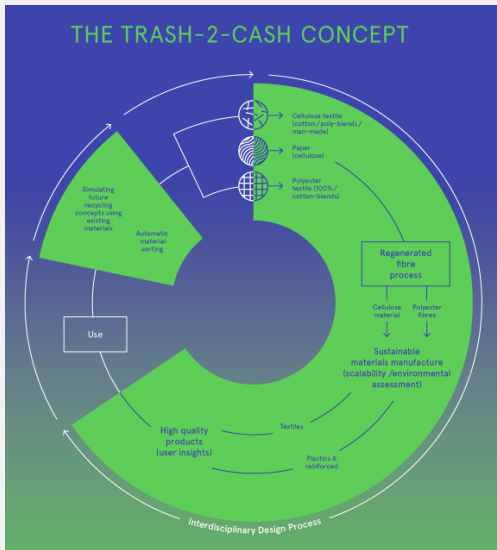 THE TRASH-2-CASH CONCEPT
Cellulose textile
(cotton/poly-blends/
man-made)
Paper
(cellulose)
Polyester
textile (100%/
cotton-blends)
Simulating
future
recycling
concepts using
existing
materials
Automatic
material
sorting
Regenerated
fibre
process
Cellulose
material
Polyester
fibres
Use
Sustainable
materials manufacture
(scalability /environmental
assessment)
High quality
products
(user insights)
Textiles
Plastics &
reinforced
Interdisciplinary Design Process